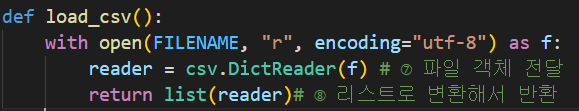 def load_csv():
    with open(FILENAME, "r", encoding="utf-8") as f:
        reader = csv.DictReader(f) # ⑦ 파일 객체 전달
        return list(reader)# ⑧ 리스트로 변환해서 반환